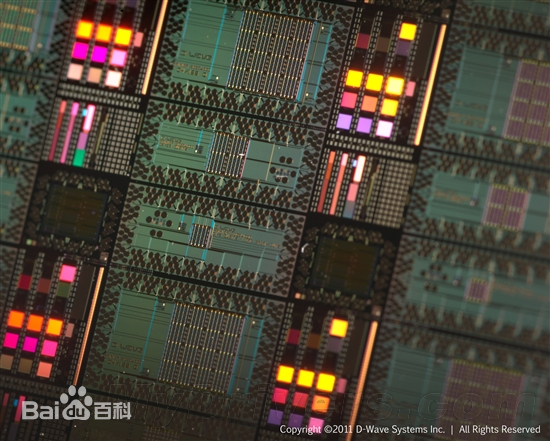 Bai百科
Copyright ©2011 D-Wave Systems Inc. | All Rights Reserved